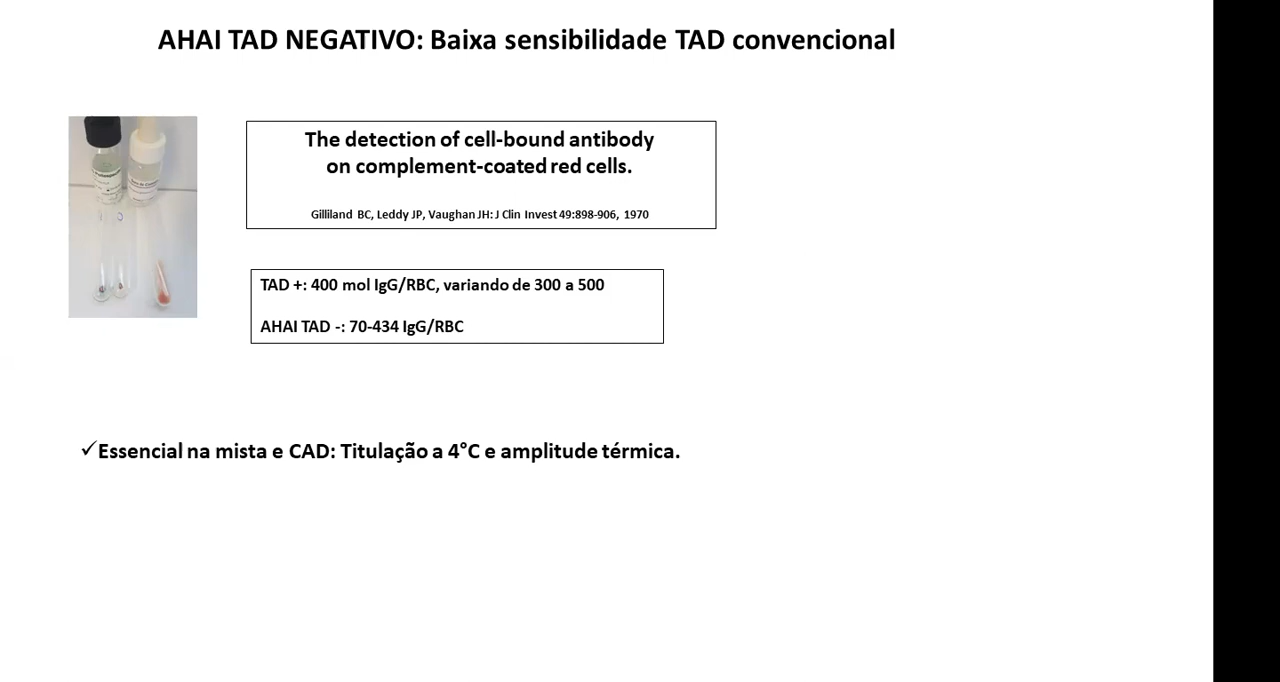 AHAI TAD NEGATIVO: Baixa sensibilidade TAD convencional
The detection of cell-bound antibody
on complement-coated red cells.
Gilliland BC, Leddy JP, Vaughan JH: J Clin Invest 49:898-906, 1970
TAD +: 400 mol IgG/RBC, variando de 300 a 500
AHAI TAD -: 70-434 IgG/RBC
✓Essencial na mista e CAD: Titulação a 4°C e amplitude térmica.